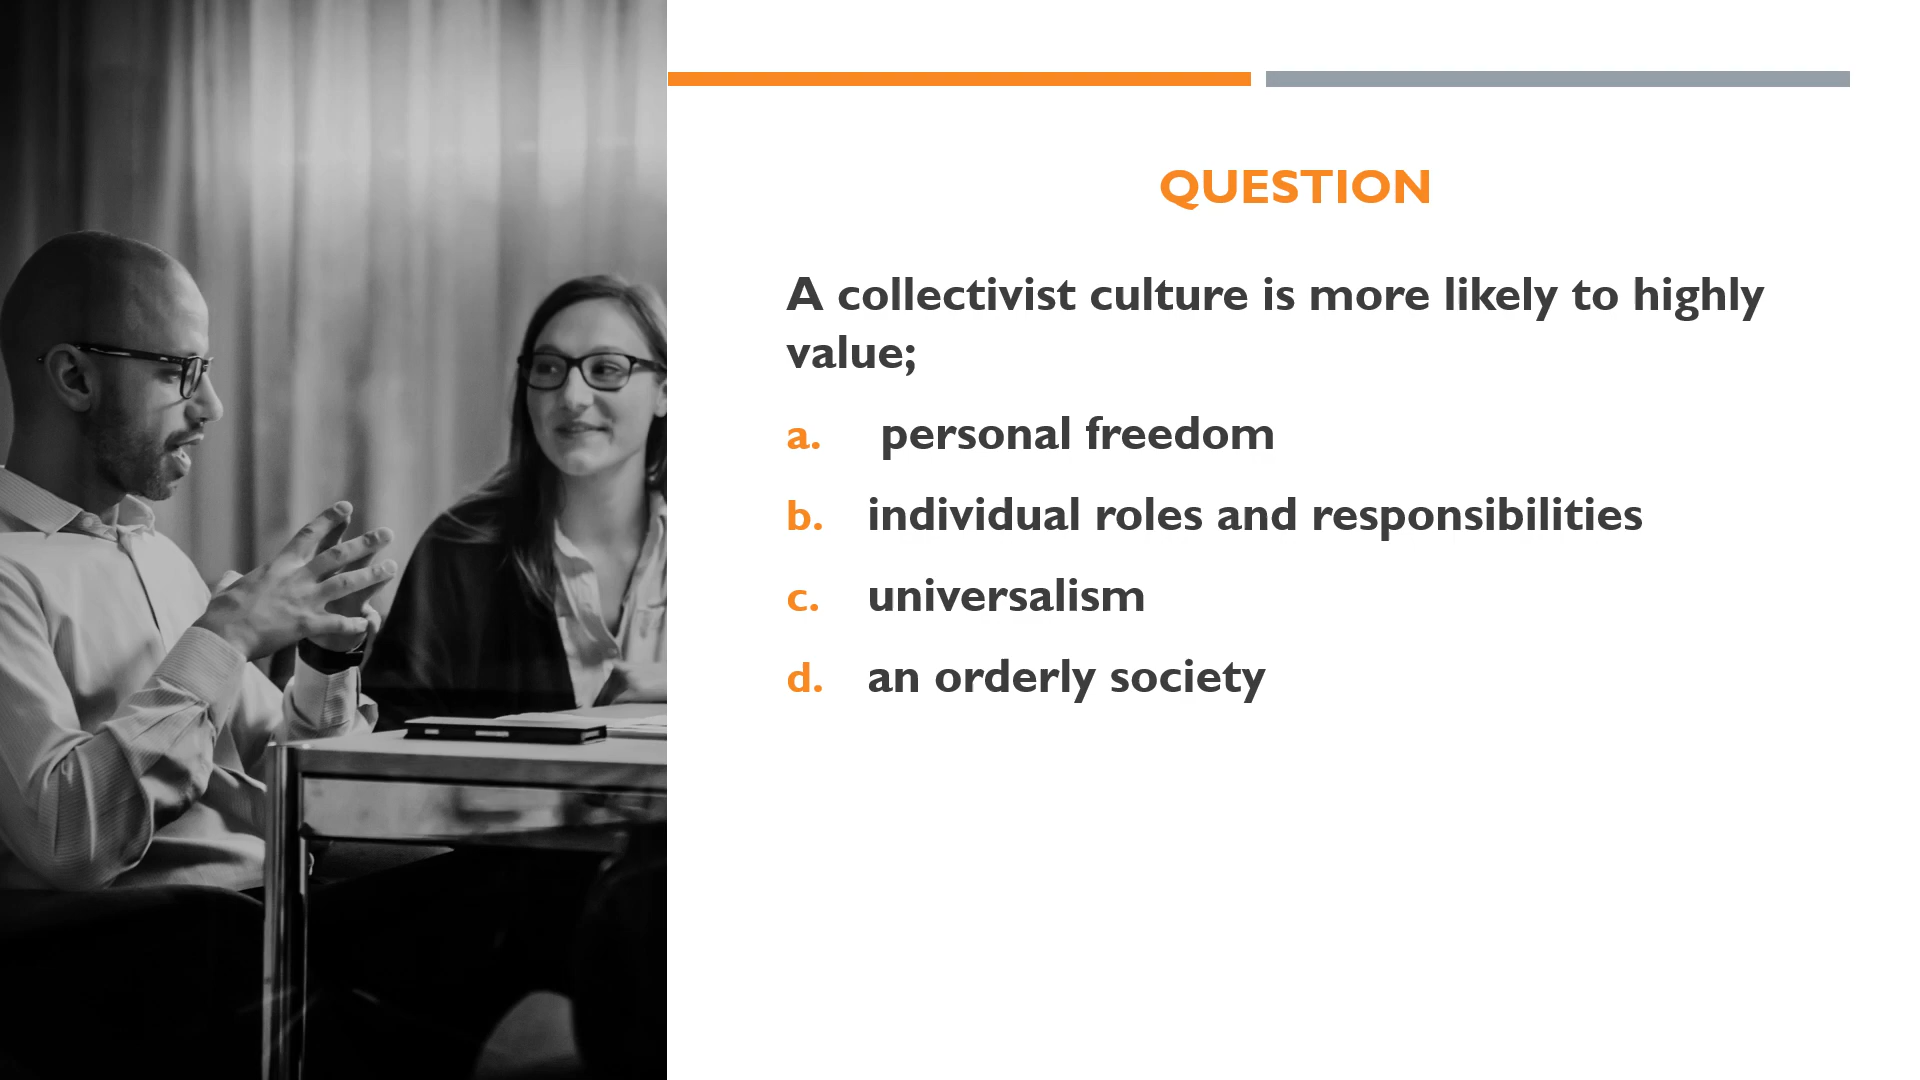 QUESTION
A collectivist culture is more likely to highly
value;
a. personal freedom
b. individual roles and responsibilities
c. universalism
d. an orderly society